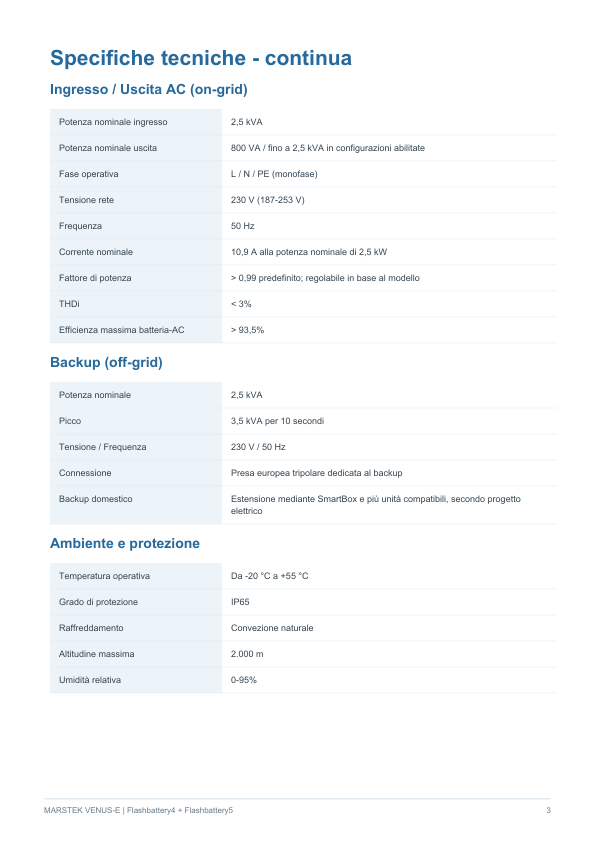 Specifiche tecniche - continua
Ingresso / Uscita AC (on-grid)
Potenza nominale ingresso 2,5 kVA
Potenza nominale uscita 800 VA / fino a 2,5 kVA in configurazioni abilitate
Fase operativa L / N / PE (monofase)
Tensione rete 230 V (187-253 V)
Frequenza 50 Hz
Corrente nominale 10,9 A alla potenza nominale di 2,5 kW
Fattore di potenza > 0,99 predefinito; regolabile in base al modello
THDi < 3%
Efficienza massima batteria-AC > 93,5%
Backup (off-grid)
Potenza nominale 2,5 kVA
Picco 3,5 kVA per 10 secondi
Tensione / Frequenza 230 V / 50 Hz
Connessione Presa europea tripolare dedicata al backup
Backup domestico Estensione mediante SmartBox e più unità compatibili, secondo progetto
elettrico
Ambiente e protezione
Temperatura operativa Da -20 °C a +55 °C
Grado di protezione IP65
Raffreddamento Convezione naturale
Altitudine massima 2.000 m
Umidità relativa 0-95%
MARSTEK VENUS-E | Flashbattery4 + Flashbattery5 3